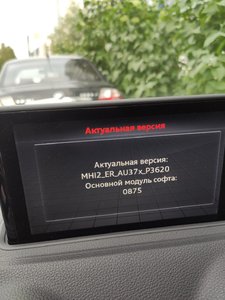 Актуальная версия
Актуальная версия:
MHI2_ER_AU37x_P3620
Основной модуль софта:
0875